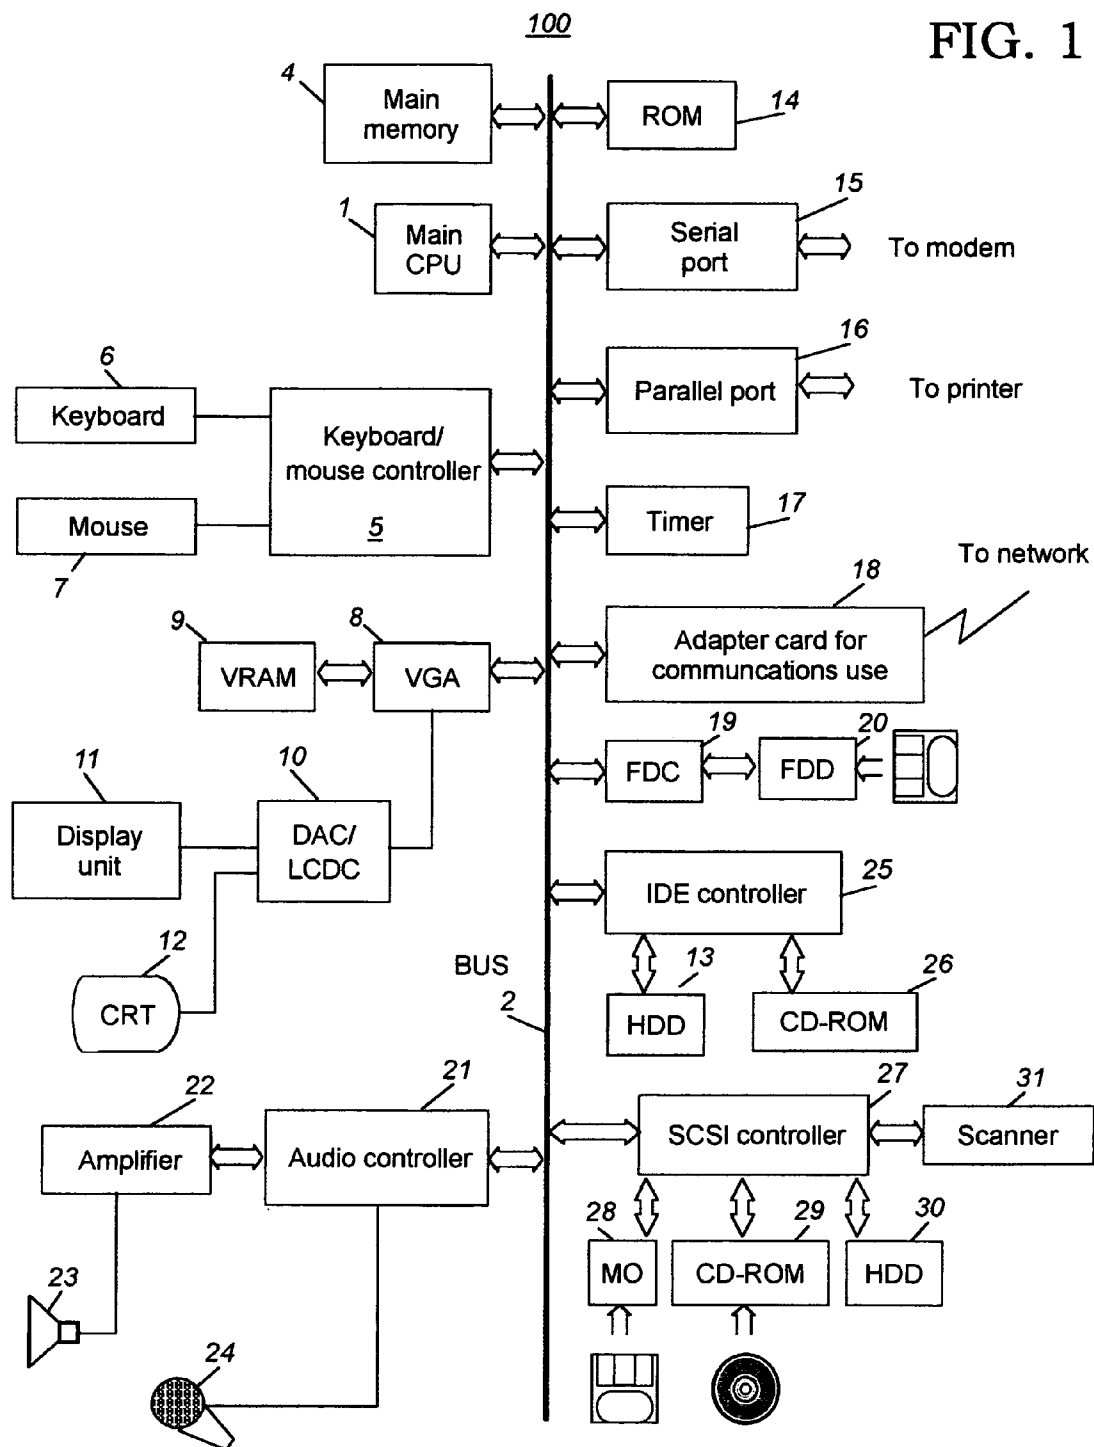 100
FIG. 1
4
Main
memory
ROM
14
1
Main
CPU
15
Serial
port
To modem
6
Keyboard
Keyboard/
mouse controller
5
Mouse
7
16
Parallel port
To printer
Timer
17
To network
18
Adapter card for
communcations use
9
VRAM
8
VGA
19
FDC
20
FDD
11
Display
unit
10
DAC/
LCDC
IDE controller
25
12
CRT
BUS
2
13
HDD
26
CD-ROM
22
Amplifier
21
Audio controller
27
SCSI controller
31
Scanner
28
MO
29
CD-ROM
30
HDD
23
24